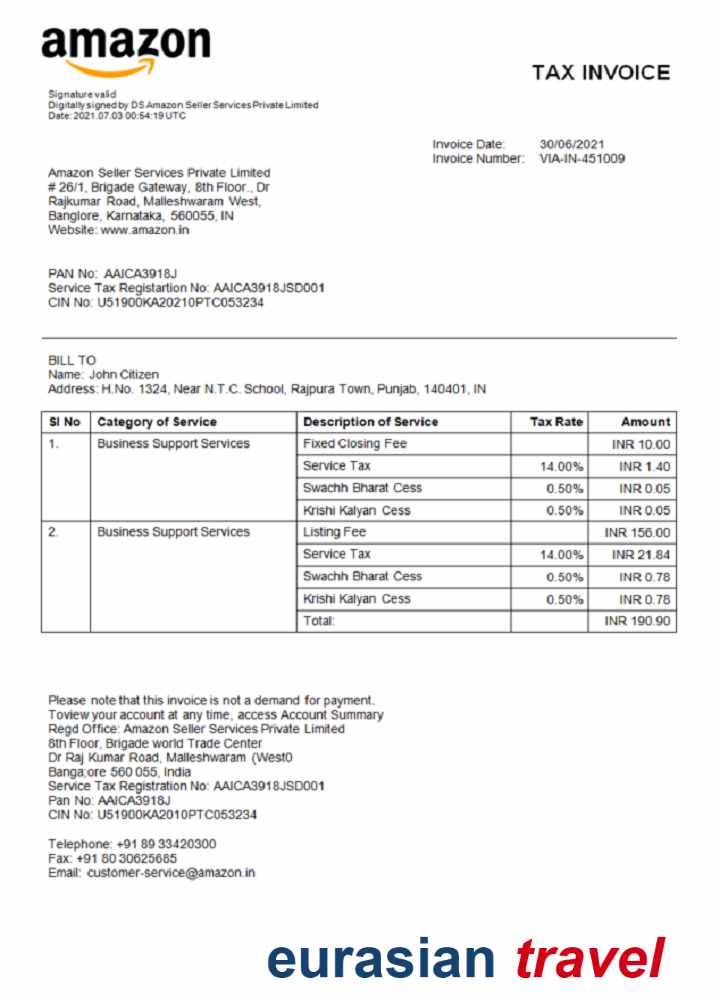 amazon
TAX INVOICE
Signature valid
Digitally signed by DS Amazon Seller Services Private Limited
Date: 2021.07.03 00:54:19 UTC
Invoice Date: 30/06/2021
Invoice Number: VIA-IN-451009
Amazon Seller Services Private Limited
# 26/1, Brigade Gateway, 8th Floor., Dr
Rajkumar Road, Malleshwaram West,
Banglore, Karnataka, 560055, IN
Website: www.amazon.in
PAN No: AAICA3918J
Service Tax Registartion No: AAICA3918JSD001
CIN No: U51900KA20210PTC053234
BILL TO
Name: John Citizen
Address: H.No. 1324, Near N.T.C. School, Rajpura Town, Punjab, 140401, IN
SI No Category of Service Description of Service Tax Rate Amount
1. Business Support Services Fixed Closing Fee INR 10.00
Service Tax 14.00% INR 1.40
Swachh Bharat Cess 0.50% INR 0.05
Krishi Kalyan Cess 0.50% INR 0.05
2. Business Support Services Listing Fee INR 156.00
Service Tax 14.00% INR 21.84
Swachh Bharat Cess 0.50% INR 0.78
Krishi Kalyan Cess 0.50% INR 0.78
Total: INR 190.90
Please note that this invoice is not a demand for payment.
Toview your account at any time, access Account Summary
Regd Office: Amazon Seller Services Private Limited
8th Floor, Brigade world Trade Center
Dr Raj Kumar Road, Malleshwaram (West0
Banga;ore 560 055, India
Service Tax Registration No: AAICA3918JSD001
Pan No: AAICA3918J
CIN No: U51900KA2010PTC053234
Telephone: +91 89 33420300
Fax: +91 80 30625665
Email: customer-service@amazon.in
eurasian travel